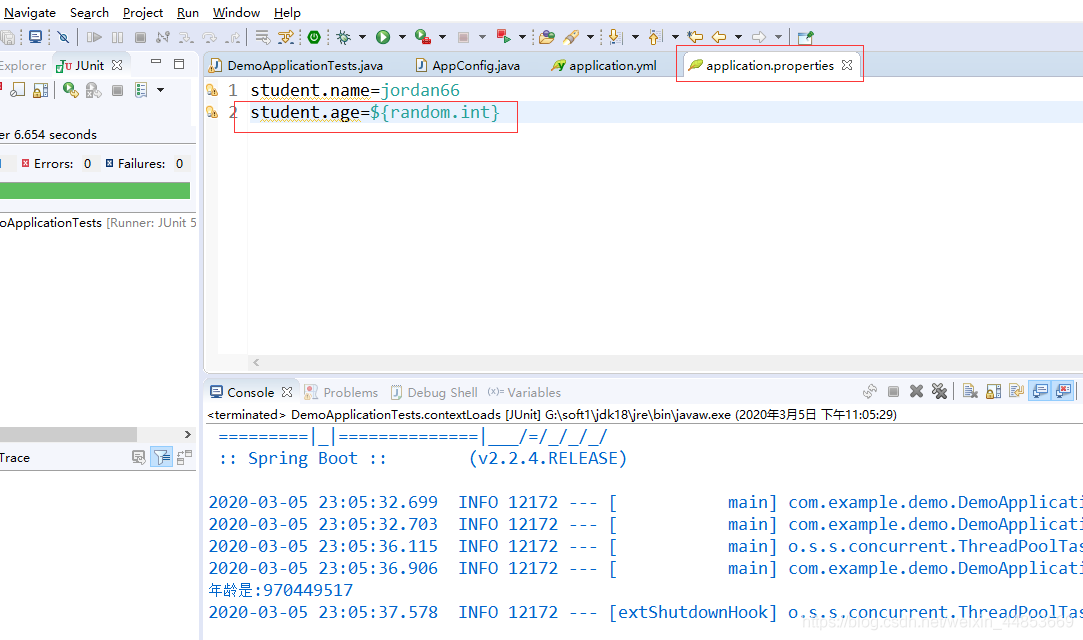 Navigate Search Project Run Window Help
Explorer JUnit
er 6.654 seconds
Errors: 0 Failures: 0
oApplicationTests [Runner: JUnit 5
Trace
DemoApplicationTests.java AppConfig.java application.yml application.properties
1 student.name=jordan66
2 student.age=${random.int}
Console Problems Debug Shell (x)= Variables
<terminated> DemoApplicationTests.contextLoads [JUnit] G:\soft1\jdk18\jre\bin\javaw.exe (2020年3月5日 下午11:05:29)
=========|_|==============|___/=/_/_/_/
:: Spring Boot :: (v2.2.4.RELEASE)
2020-03-05 23:05:32.699 INFO 12172 --- [ main] com.example.demo.DemoApplicati
2020-03-05 23:05:32.703 INFO 12172 --- [ main] com.example.demo.DemoApplicati
2020-03-05 23:05:36.115 INFO 12172 --- [ main] o.s.s.concurrent.ThreadPoolTas
2020-03-05 23:05:36.906 INFO 12172 --- [ main] com.example.demo.DemoApplicati
年龄是:970449517
2020-03-05 23:05:37.578 INFO 12172 --- [extShutdownHook] o.s.s.concurrent.ThreadPoolTas